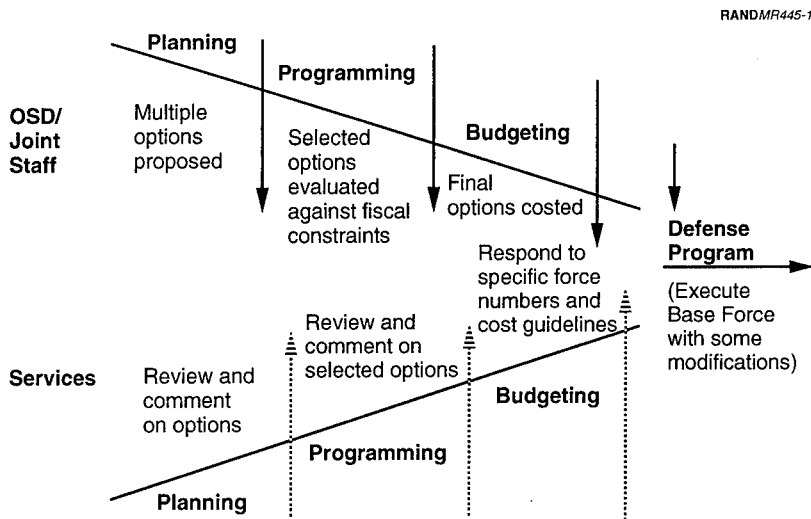 RANDMR445-1
Planning
Programming
Budgeting
OSD/
Joint
Staff
Multiple
options
proposed
Selected
options
evaluated
against fiscal
constraints
Final
options costed
Defense
Program
(Execute
Base Force
with some
modifications)
Respond to
specific force
numbers and
cost guidelines
Review and
comment on
selected options
Services
Review and
comment
on options
Budgeting
Programming
Planning